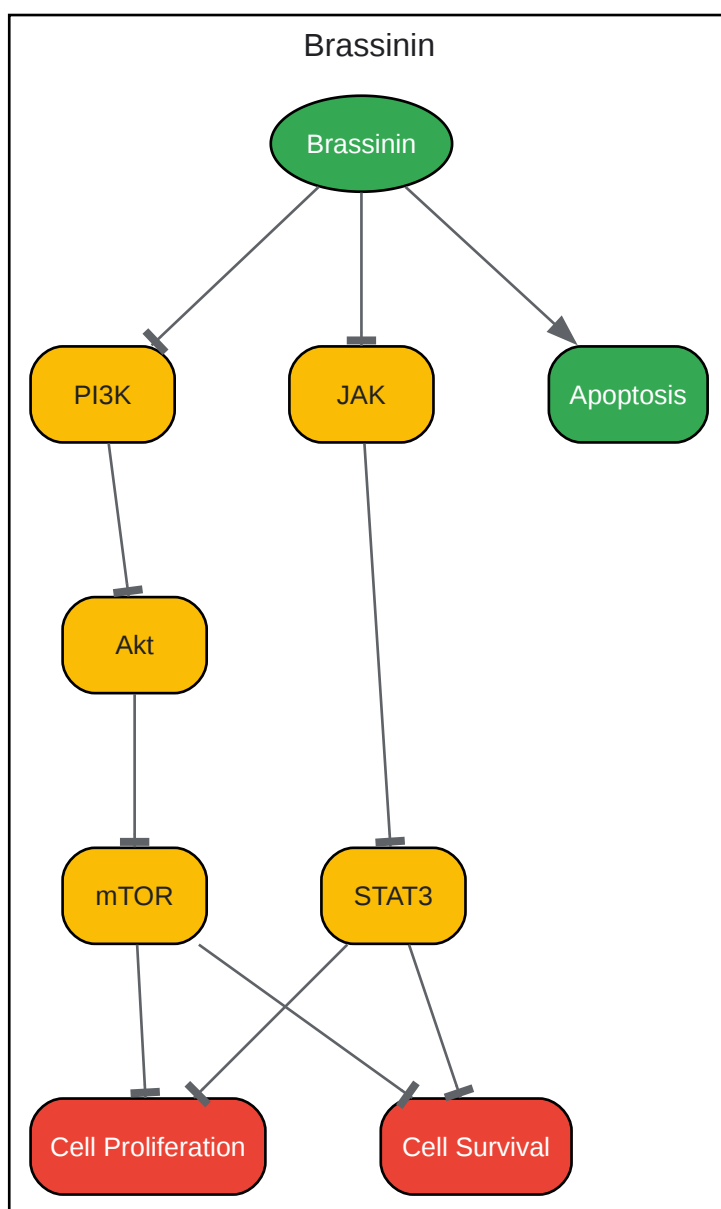 Brassinin
Brassinin
PI3K
JAK
Apoptosis
Akt
mTOR
STAT3
Cell Proliferation
Cell Survival